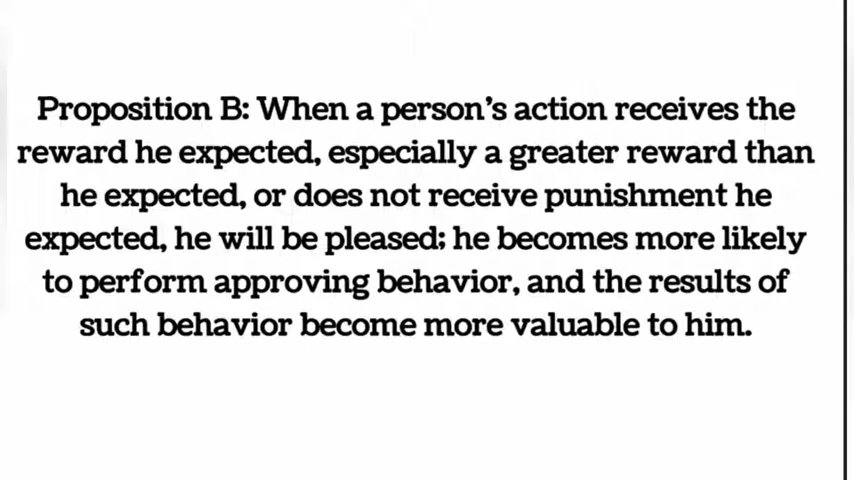 Proposition B: When a person's action receives the
reward he expected, especially a greater reward than
he expected, or does not receive punishment he
expected, he will be pleased; he becomes more likely
to perform approving behavior, and the results of
such behavior become more valuable to him.